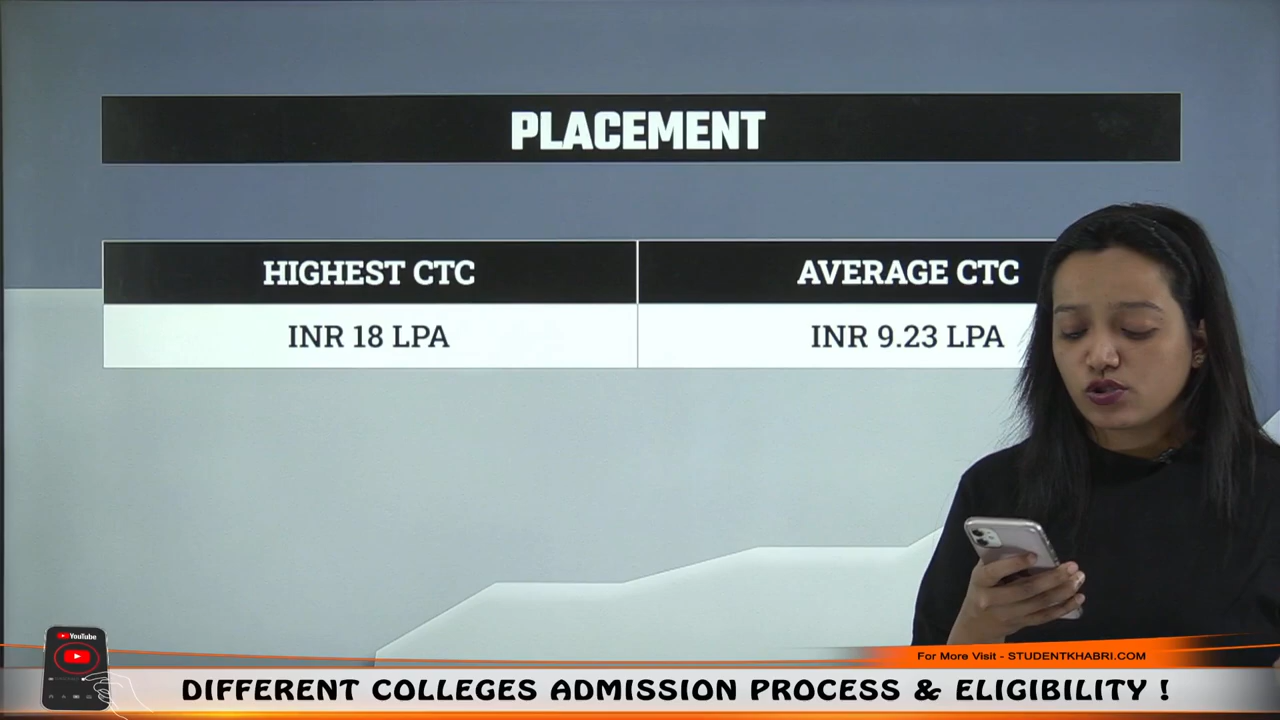 PLACEMENT
HIGHEST CTC
AVERAGE CTC
INR 18 LPA
INR 9.23 LPA
For More Visit - STUDENTKHABRI.COM
YouTube
DIFFERENT COLLEGES ADMISSION PROCESS & ELIGIBILITY !